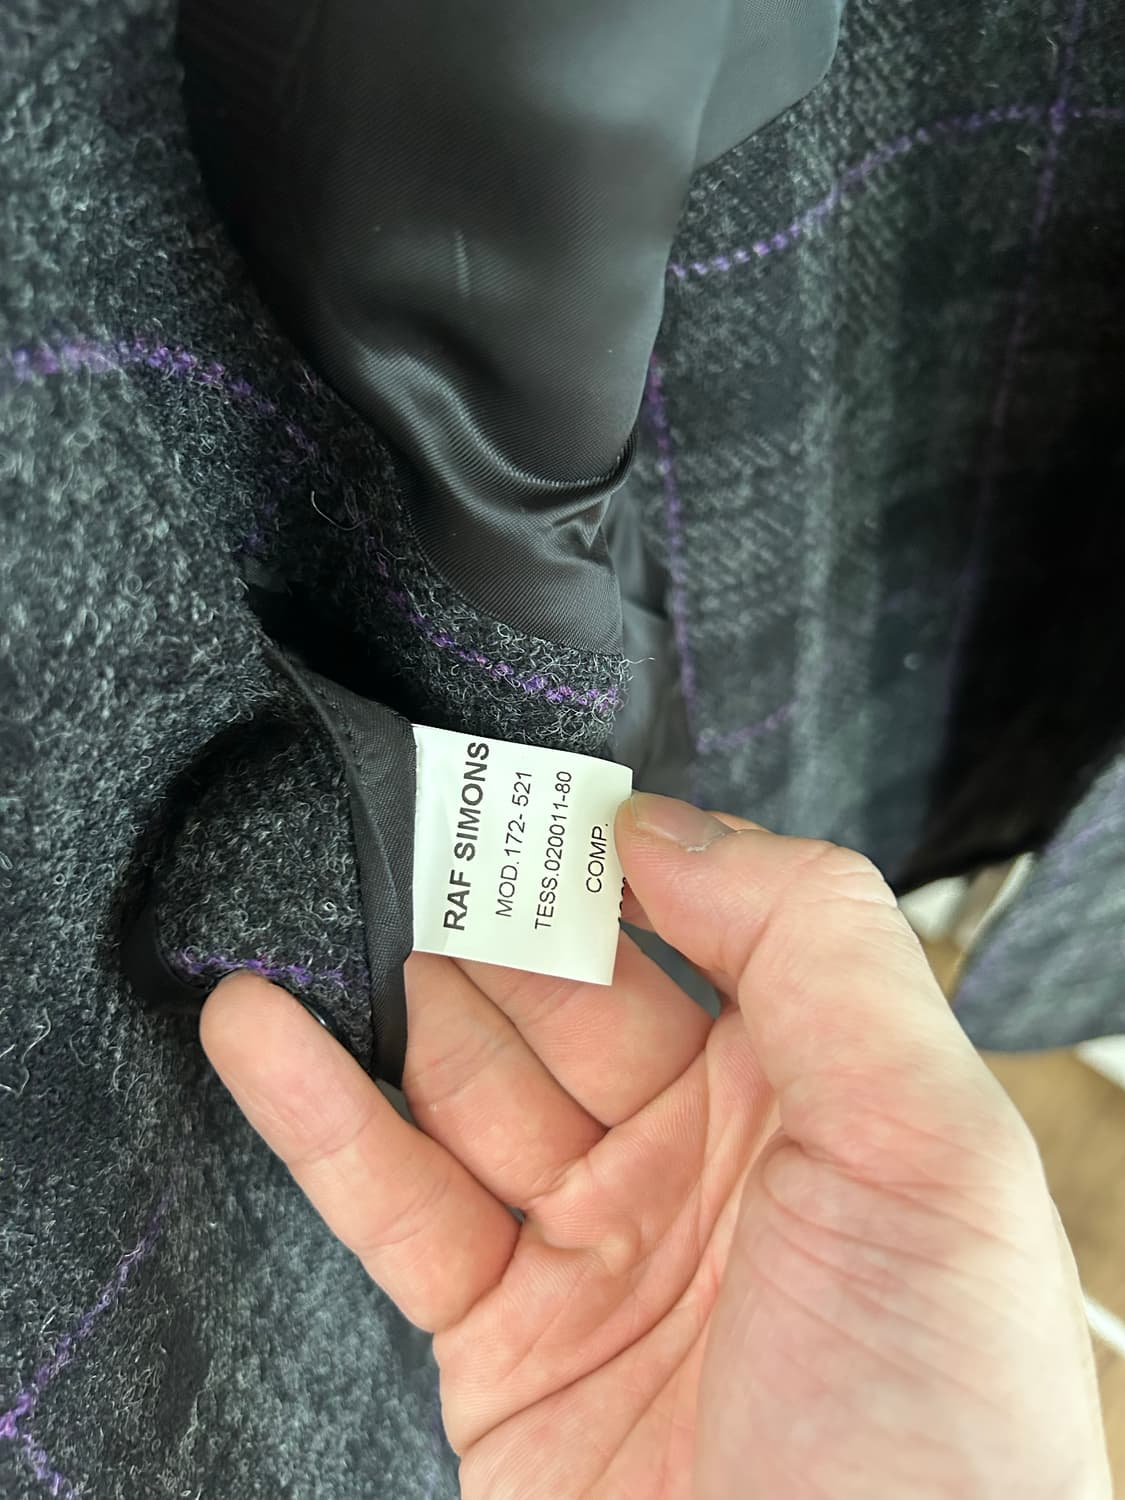 RAF SIMONS
MOD.172- 521
TESS.020011-80
COMP.